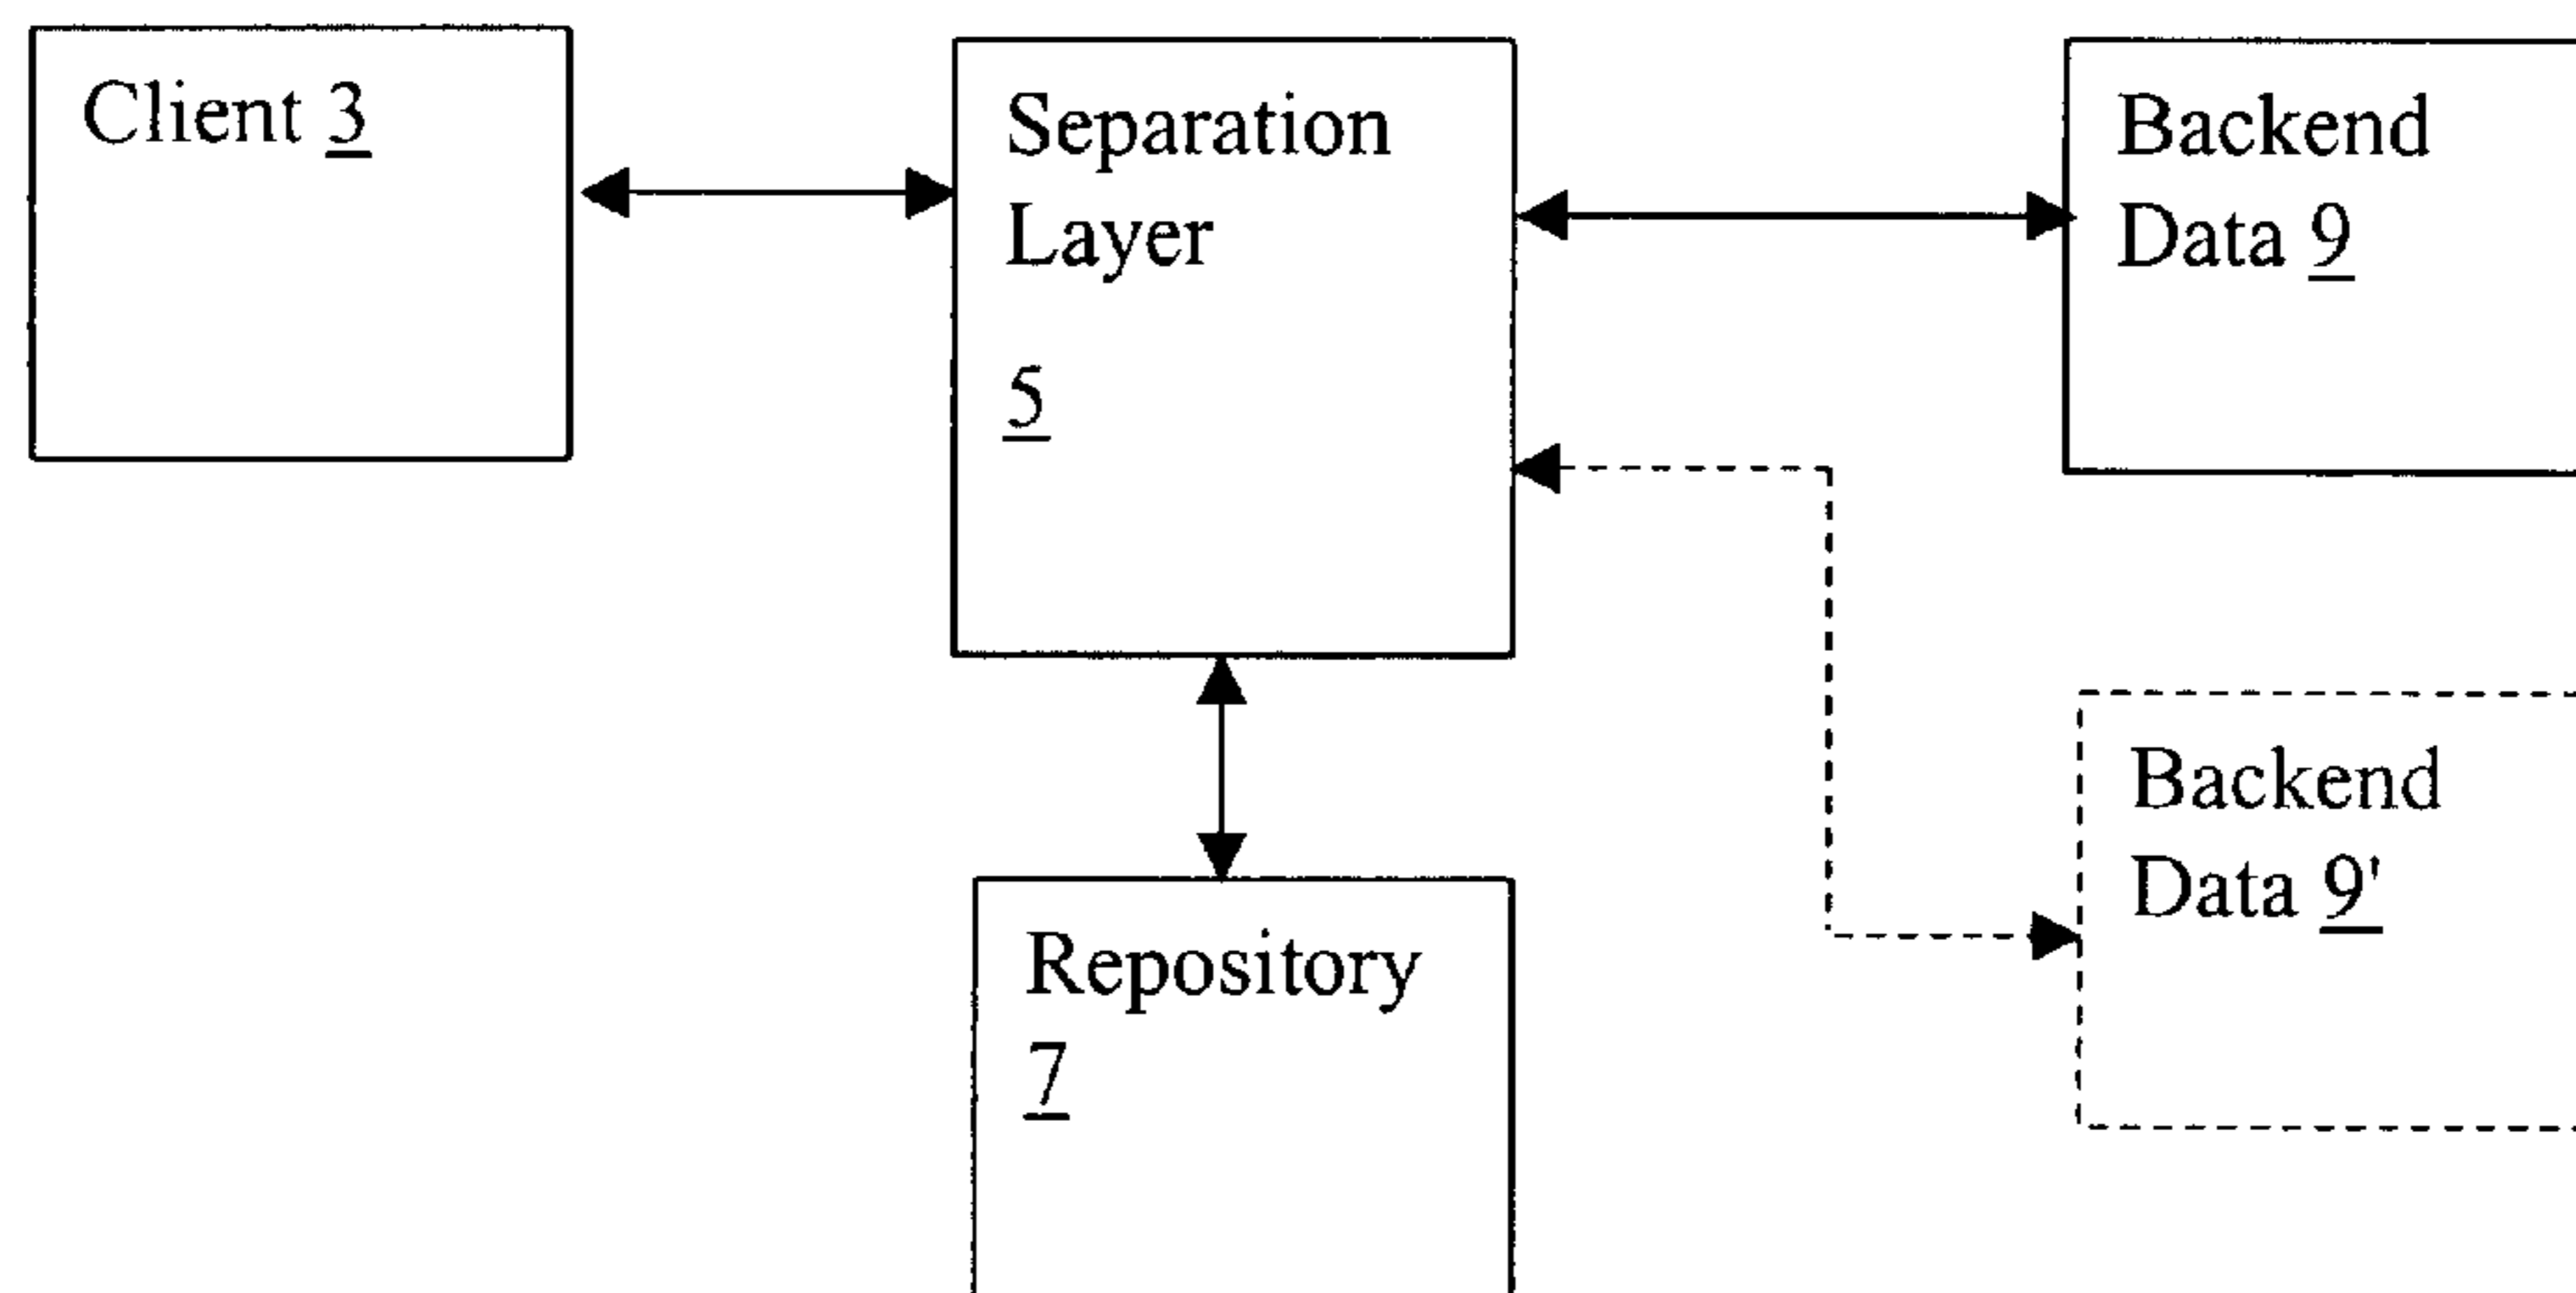 Client 3
Separation
Layer
5
Backend
Data 9
Backend
Data 9'
Repository
7